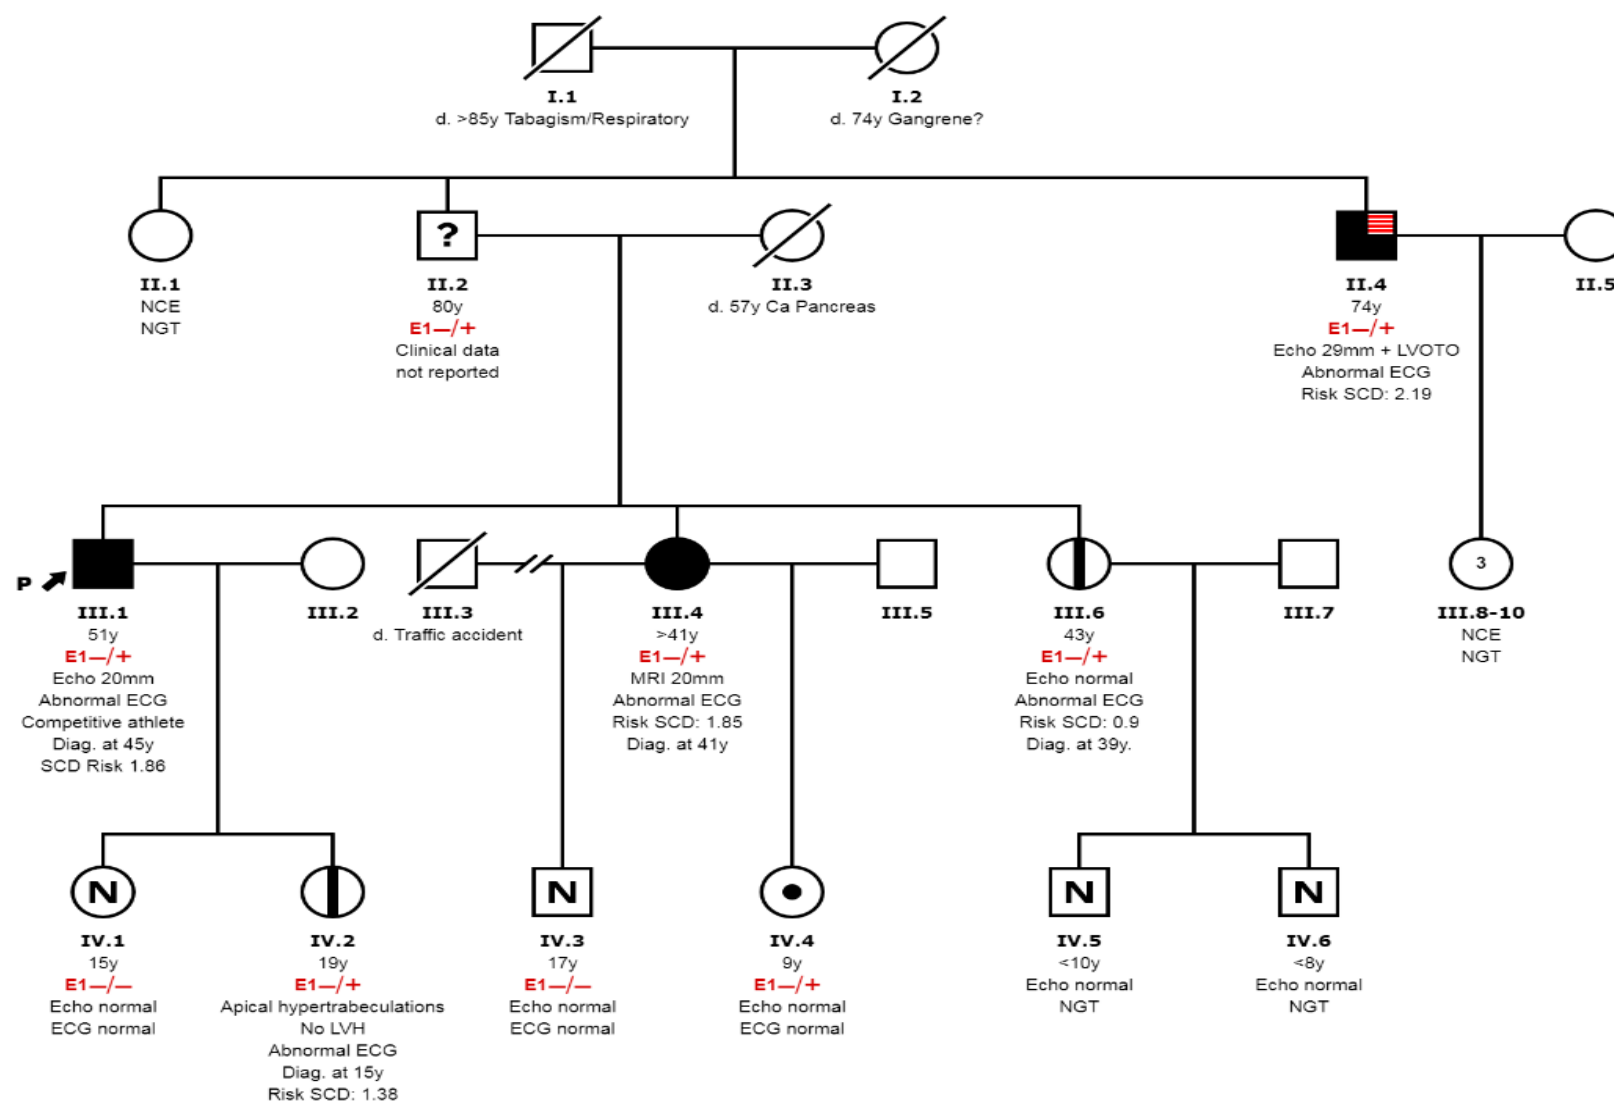 I.1
d. >85y Tabagism/Respiratory
I.2
d. 74y Gangrene?
II.1
NCE
NGT
?
II.2
80y
E1—/+
Clinical data
not reported
II.3
d. 57y Ca Pancreas
II.4
74y
E1—/+
Echo 29mm + LVOTO
Abnormal ECG
Risk SCD: 2.19
II.5
P
III.1
51y
E1—/+
Echo 20mm
Abnormal ECG
Competitive athlete
Diag. at 45y
SCD Risk 1.86
III.2
III.3
d. Traffic accident
III.4
>41y
E1—/+
MRI 20mm
Abnormal ECG
Risk SCD: 1.85
Diag. at 41y
III.5
III.6
43y
E1—/+
Echo normal
Abnormal ECG
Risk SCD: 0.9
Diag. at 39y.
III.7
3
III.8-10
NCE
NGT
N
IV.1
15y
E1—/—
Echo normal
ECG normal
IV.2
19y
E1—/+
Apical hypertrabeculations
No LVH
Abnormal ECG
Diag. at 15y
Risk SCD: 1.38
N
IV.3
17y
E1—/—
Echo normal
ECG normal
IV.4
9y
E1—/+
Echo normal
ECG normal
N
IV.5
<10y
Echo normal
NGT
N
IV.6
<8y
Echo normal
NGT